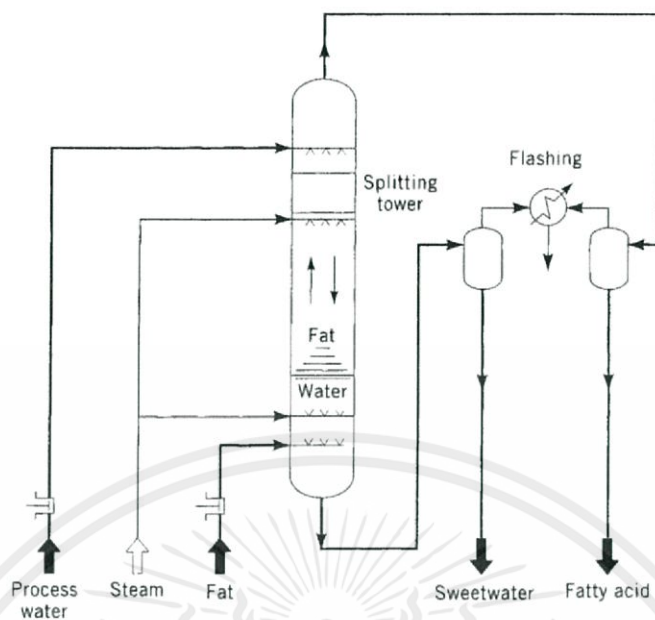 Flashing
Splitting
tower
Fat
Water
Process
water
Steam
Fat
Sweetwater
Fatty acid